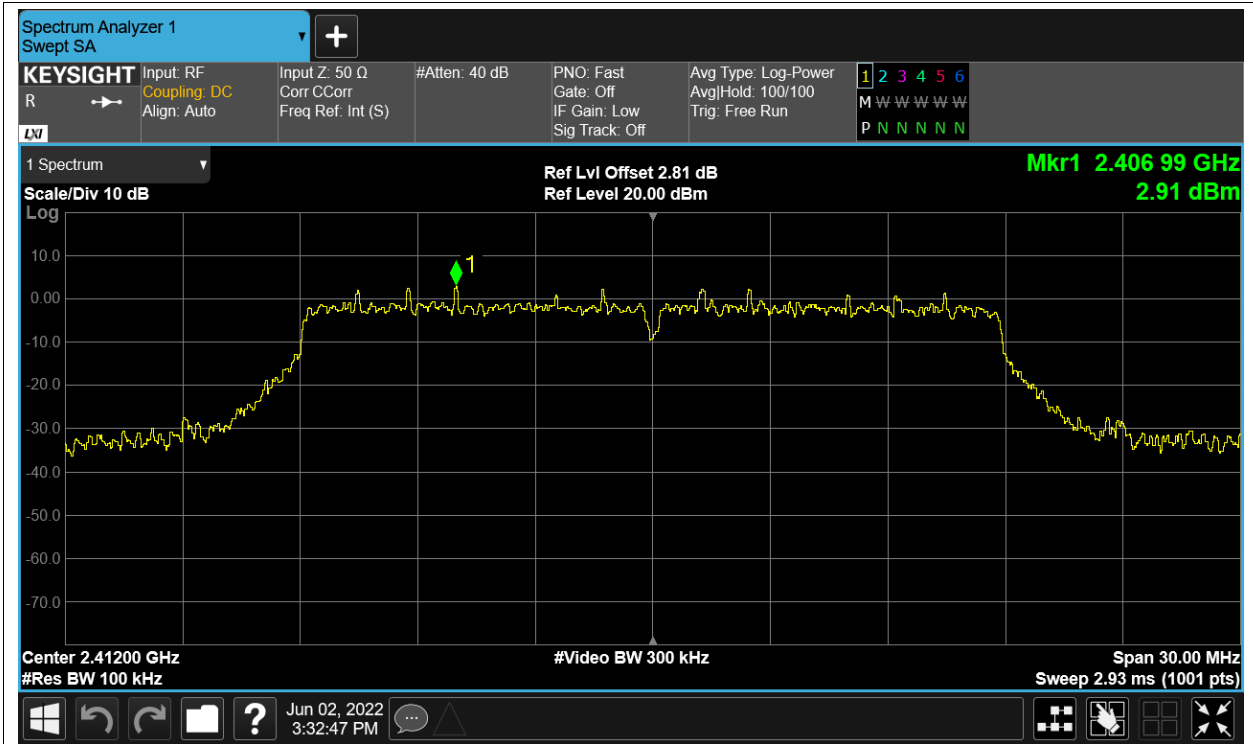 Spectrum Analyzer 1
Swept SA
KEYSIGHT
R
LXI
Input: RF
Coupling: DC
Align: Auto
Input Z: 50 Ω
Corr CCorr
Freq Ref: Int (S)
#Atten: 40 dB
PNO: Fast
Gate: Off
IF Gain: Low
Sig Track: Off
Avg Type: Log-Power
Avg|Hold: 100/100
Trig: Free Run
1 2 3 4 5 6
M W W W W W
P N N N N N
1 Spectrum
Scale/Div 10 dB
Log
Ref Lvl Offset 2.81 dB
Ref Level 20.00 dBm
Mkr1 2.406 99 GHz
2.91 dBm
10.0
1
0.00
-10.0
-20.0
-30.0
-40.0
-50.0
-60.0
-70.0
Center 2.41200 GHz
#Video BW 300 kHz
Span 30.00 MHz
#Res BW 100 kHz
Sweep 2.93 ms (1001 pts)
?
Jun 02, 2022
3:32:47 PM